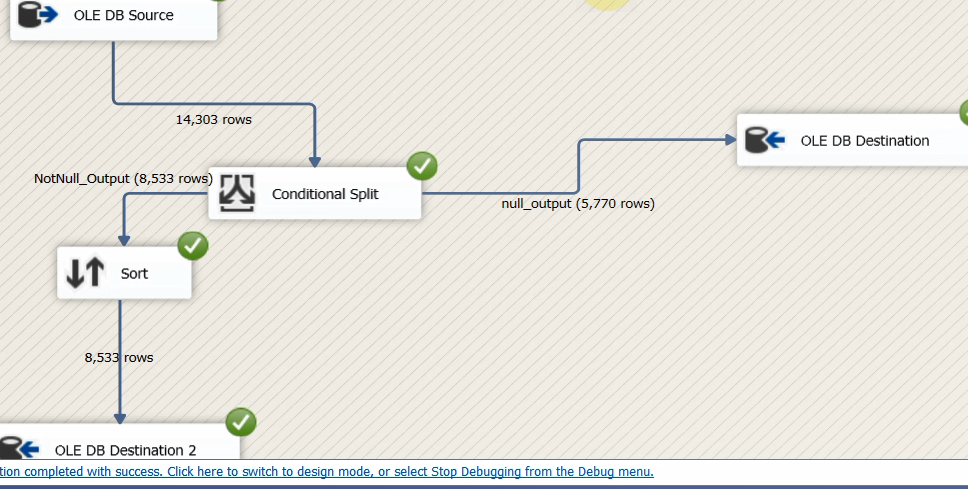 OLE DB Source
14,303 rows
OLE DB Destination
NotNull_Output (8,533 rows)
Conditional Split
null_output (5,770 rows)
Sort
8,533 rows
OLE DB Destination 2
tion completed with success. Click here to switch to design mode, or select Stop Debugging from the Debug menu.